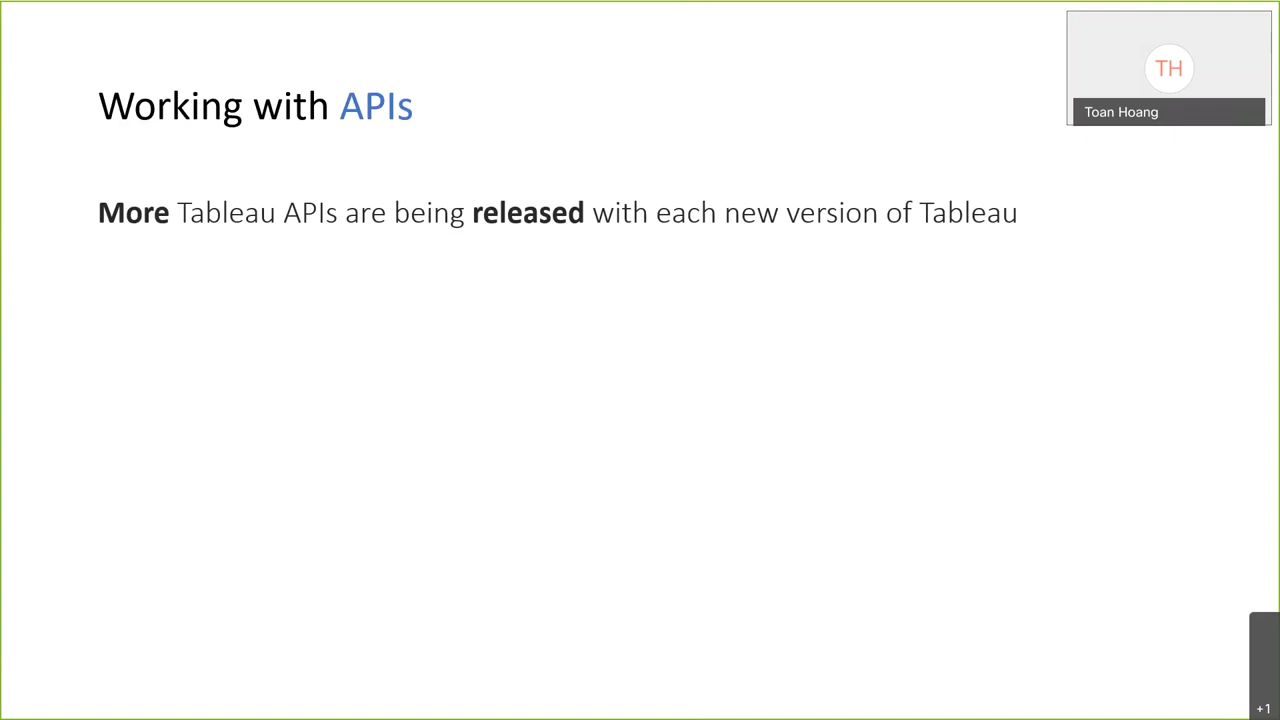 TH
Toan Hoang
Working with APIs
More Tableau APIs are being released with each new version of Tableau
+1